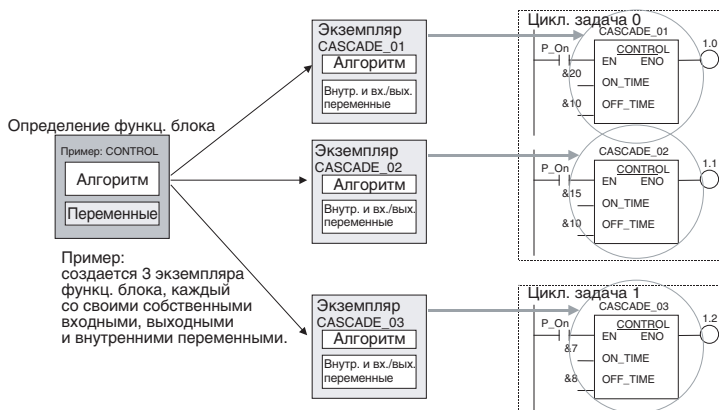 Определение функц. блока
Пример: CONTROL
Алгоритм
Переменные
Пример:
создается 3 экземпляра
функц. блока, каждый
со своими собственными
входными, выходными
и внутренними переменными.
Экземпляр
CASCADE_01
Алгоритм
Внутр. и вх./вых.
переменные
Экземпляр
CASCADE_02
Алгоритм
Внутр. и вх./вых.
переменные
Экземпляр
CASCADE_03
Алгоритм
Внутр. и вх./вых.
переменные
Цикл. задача 0
CASCADE_01
P_On
CONTROL
1.0
EN ENO
&20
ON_TIME
&10
OFF_TIME
CASCADE_02
P_On
CONTROL
1.1
EN ENO
&15
ON_TIME
&10
OFF_TIME
Цикл. задача 1
CASCADE_03
P_On
CONTROL
1.2
EN ENO
&7
ON_TIME
&8
OFF_TIME